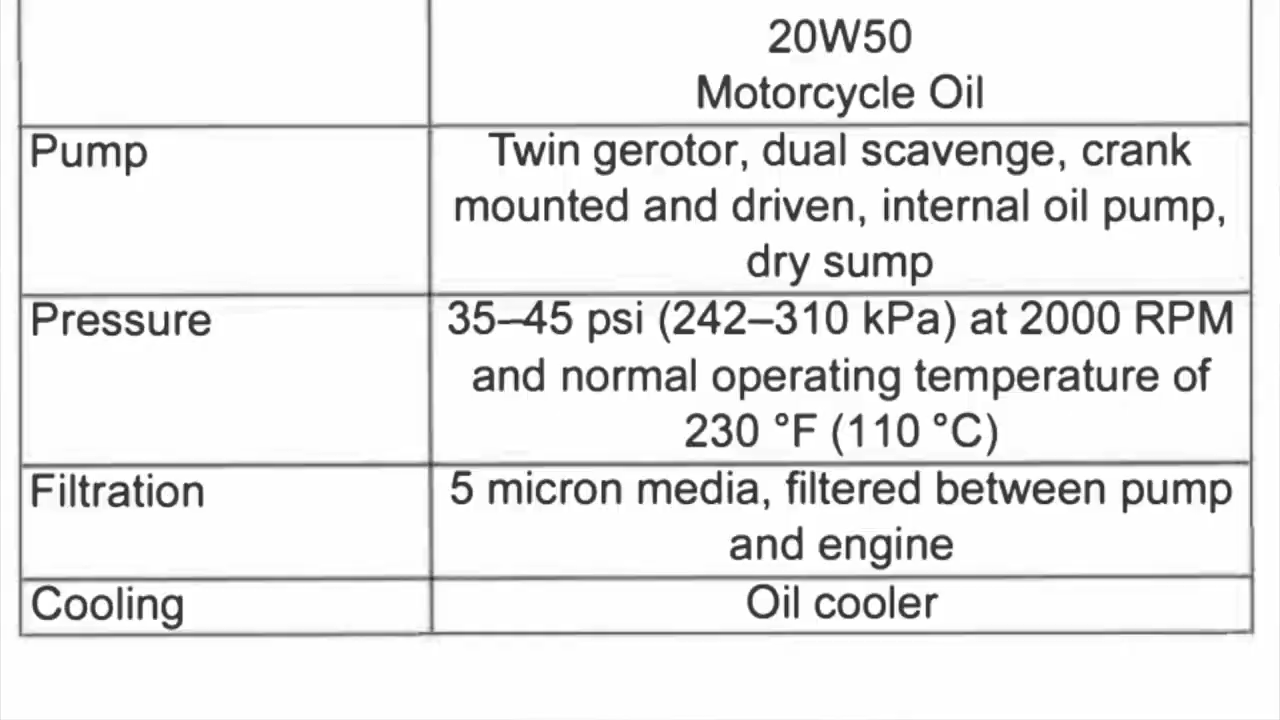 20W50
Motorcycle Oil
Pump
Twin gerotor, dual scavenge, crank
mounted and driven, internal oil pump,
dry sump
Pressure
35–45 psi (242–310 kPa) at 2000 RPM
and normal operating temperature of
230 °F (110 °C)
Filtration
5 micron media, filtered between pump
and engine
Cooling
Oil cooler